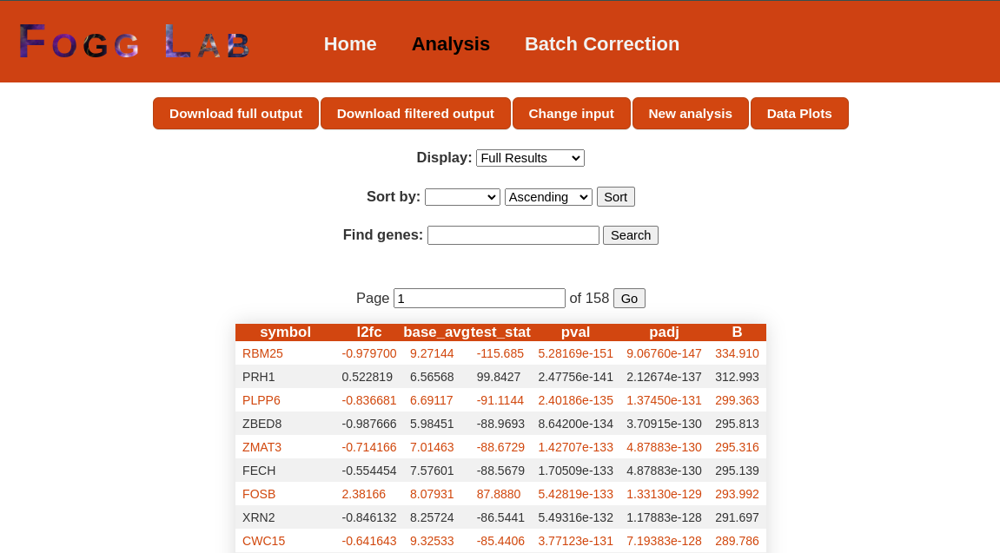 Fogg Lab Home Analysis Batch Correction
Download full output Download filtered output Change input New analysis Data Plots
Display: Full Results
Sort by: Ascending Sort
Find genes: Search
Page 1 of 158 Go
symbol l2fc base_avg test_stat pval padj B
RBM25 -0.979700 9.27144 -115.685 5.28169e-151 9.06760e-147 334.910
PRH1 0.522819 6.56568 99.8427 2.47756e-141 2.12674e-137 312.993
PLPP6 -0.836681 6.69117 -91.1144 2.40186e-135 1.37450e-131 299.363
ZBED8 -0.987666 5.98451 -88.9693 8.64200e-134 3.70915e-130 295.813
ZMAT3 -0.714166 7.01463 -88.6729 1.42707e-133 4.87883e-130 295.316
FECH -0.554454 7.57601 -88.5679 1.70509e-133 4.87883e-130 295.139
FOSB 2.38166 8.07931 87.8880 5.42819e-133 1.33130e-129 293.992
XRN2 -0.846132 8.25724 -86.5441 5.49316e-132 1.17883e-128 291.697
CWC15 -0.641643 9.32533 -85.4406 3.77123e-131 7.19383e-128 289.786